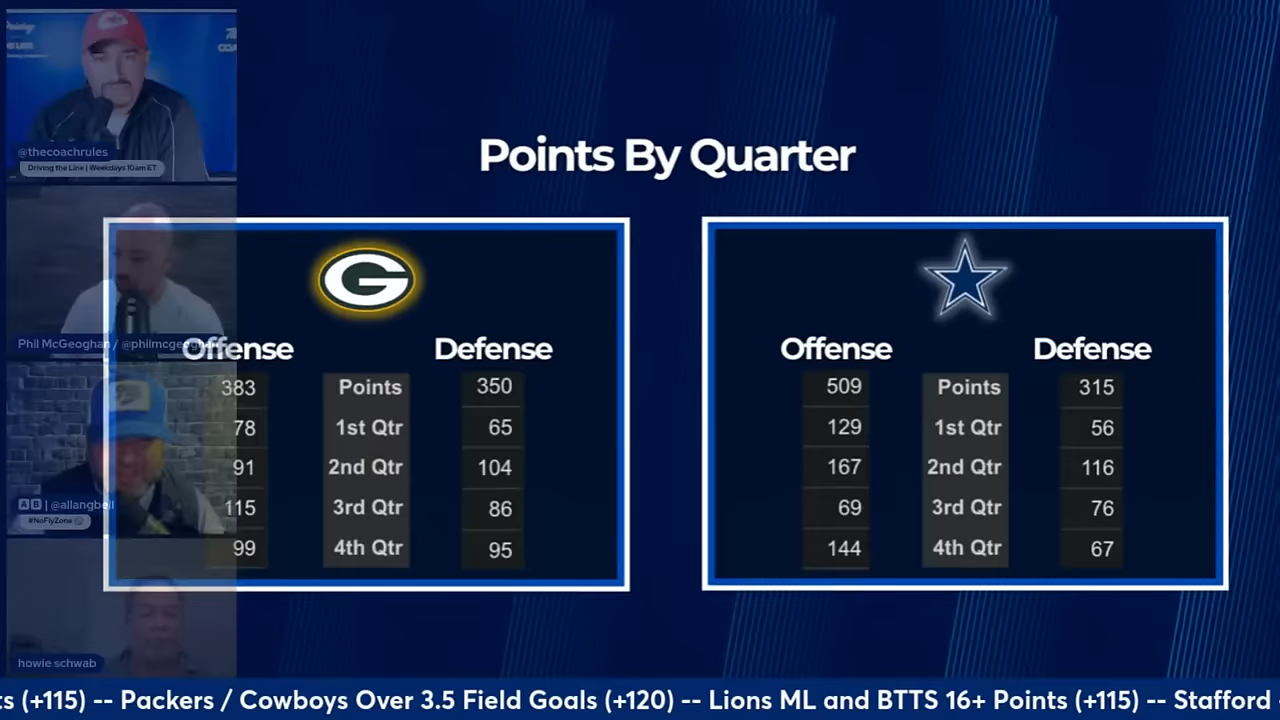 @thecoachrules
Driving the Line | Weekdays 10am ET
Phil McGeoghan / @philmcgeoghan
AB | @allangbell
#NoFlyZone
howie schwab
Points By Quarter
G
Offense Defense
383 Points 350
78 1st Qtr 65
91 2nd Qtr 104
115 3rd Qtr 86
99 4th Qtr 95
Offense Defense
509 Points 315
129 1st Qtr 56
167 2nd Qtr 116
69 3rd Qtr 76
144 4th Qtr 67
ts (+115) -- Packers / Cowboys Over 3.5 Field Goals (+120) -- Lions ML and BTTS 16+ Points (+115) -- Stafford